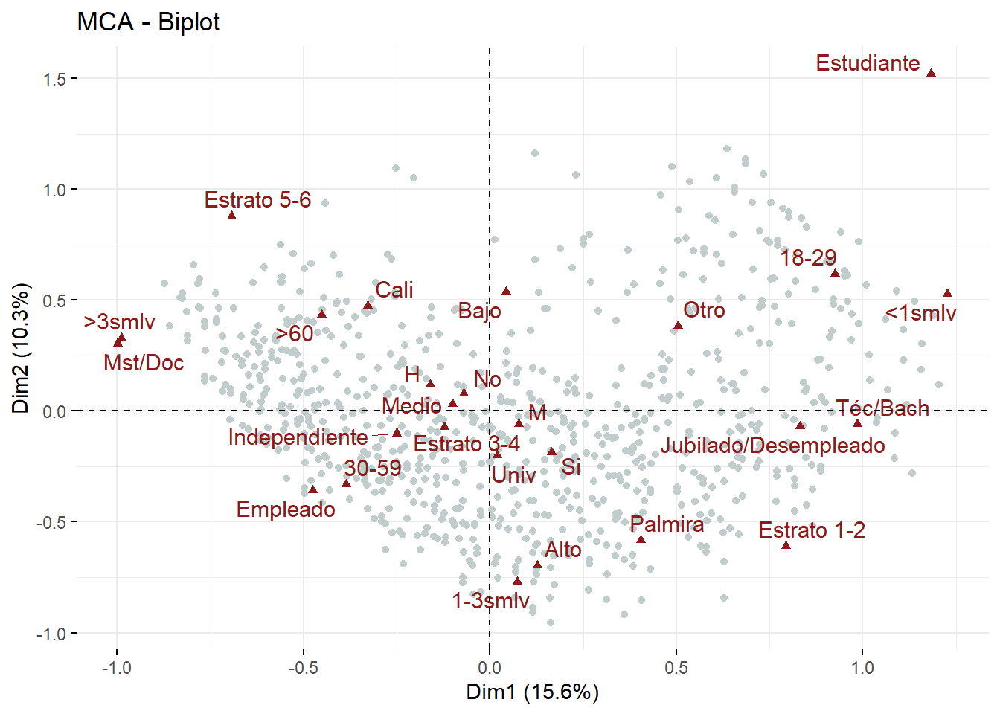 MCA - Biplot
Estudiante
1.5
1.0
Estrato 5-6
18-29
Cali
0.5
Bajo
Otro
<1smlv
>3smlv
>60
Mst/Doc
H
No
Medio
M
Téc/Bach
0.0
Independiente
Estrato 3-4
Jubilado/Desempleado
30-59
Si
Univ
Empleado
-0.5
Palmira
Estrato 1-2
Alto
1-3smlv
-1.0
-1.0
-0.5
0.0
0.5
1.0
Dim1 (15.6%)
Dim2 (10.3%)